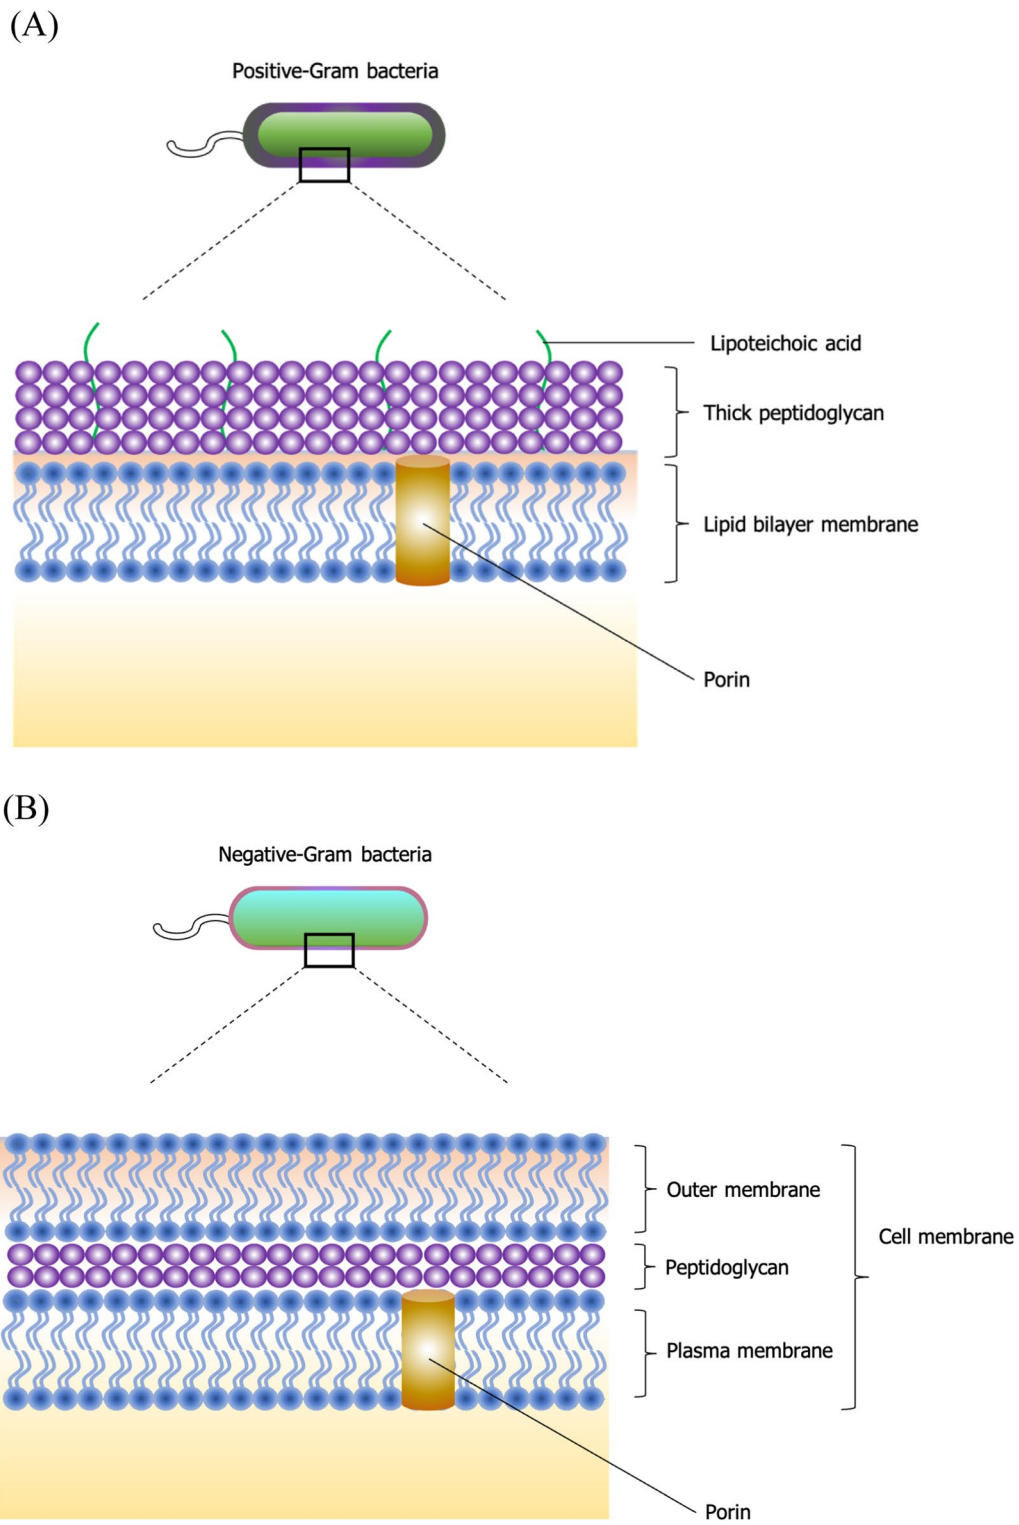 (A)
Positive-Gram bacteria
Lipoteichoic acid
Thick peptidoglycan
Lipid bilayer membrane
Porin
(B)
Negative-Gram bacteria
Outer membrane
Cell membrane
Peptidoglycan
Plasma membrane
Porin